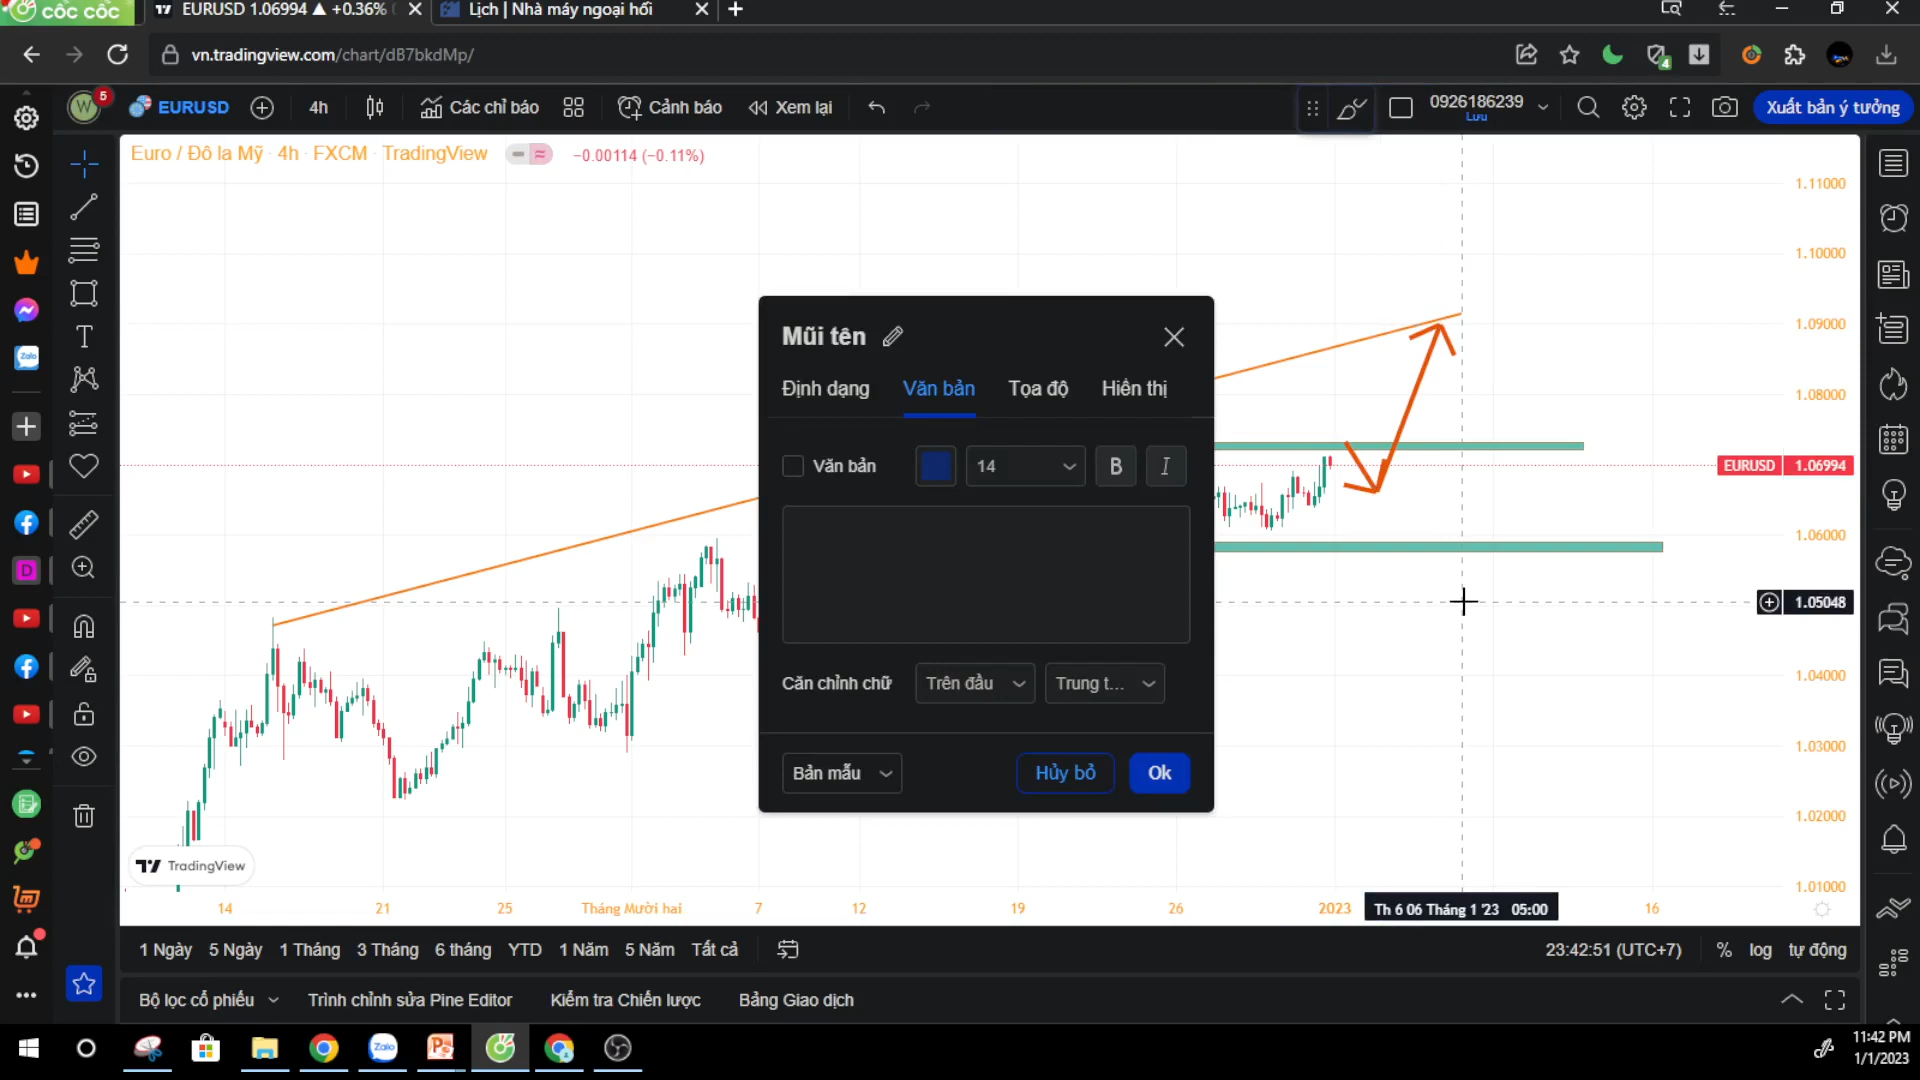 cốc cốc
EURUSD 1.06994 ▲ +0.36%
Lịch | Nhà máy ngoại hối
vn.tradingview.com/chart/dB7bkdMp/
4
W
5
EURUSD
4h
Các chỉ báo
Cảnh báo
Xem lại
0926186239
Lưu
Xuất bản ý tưởng
Euro / Đô la Mỹ · 4h · FXCM · TradingView
−0.00114 (−0.11%)
1.11000
1.10000
1.09000
1.08000
EURUSD 1.06994
1.06000
1.05048
1.04000
1.03000
1.02000
1.01000
Mũi tên
Định dạng
Văn bản
Tọa độ
Hiển thị
Văn bản
14
B
I
Căn chỉnh chữ
Trên đầu
Trung t...
Bản mẫu
Hủy bỏ
Ok
Zalo
D
TradingView
14
21
25
Tháng Mười hai
7
12
19
26
2023
Th 6 06 Tháng 1 '23 05:00
16
1 Ngày
5 Ngày
1 Tháng
3 Tháng
6 tháng
YTD
1 Năm
5 Năm
Tất cả
23:42:51 (UTC+7)
%
log
tự động
Bộ lọc cổ phiếu
Trình chỉnh sửa Pine Editor
Kiểm tra Chiến lược
Bảng Giao dịch
Zalo
11:42 PM
1/1/2023